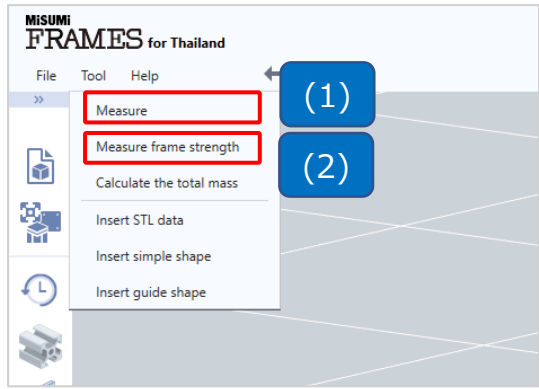 MiSUMi
FRAMES for Thailand
File Tool Help
»
Measure (1)
Measure frame strength (2)
Calculate the total mass
Insert STL data
Insert simple shape
Insert guide shape